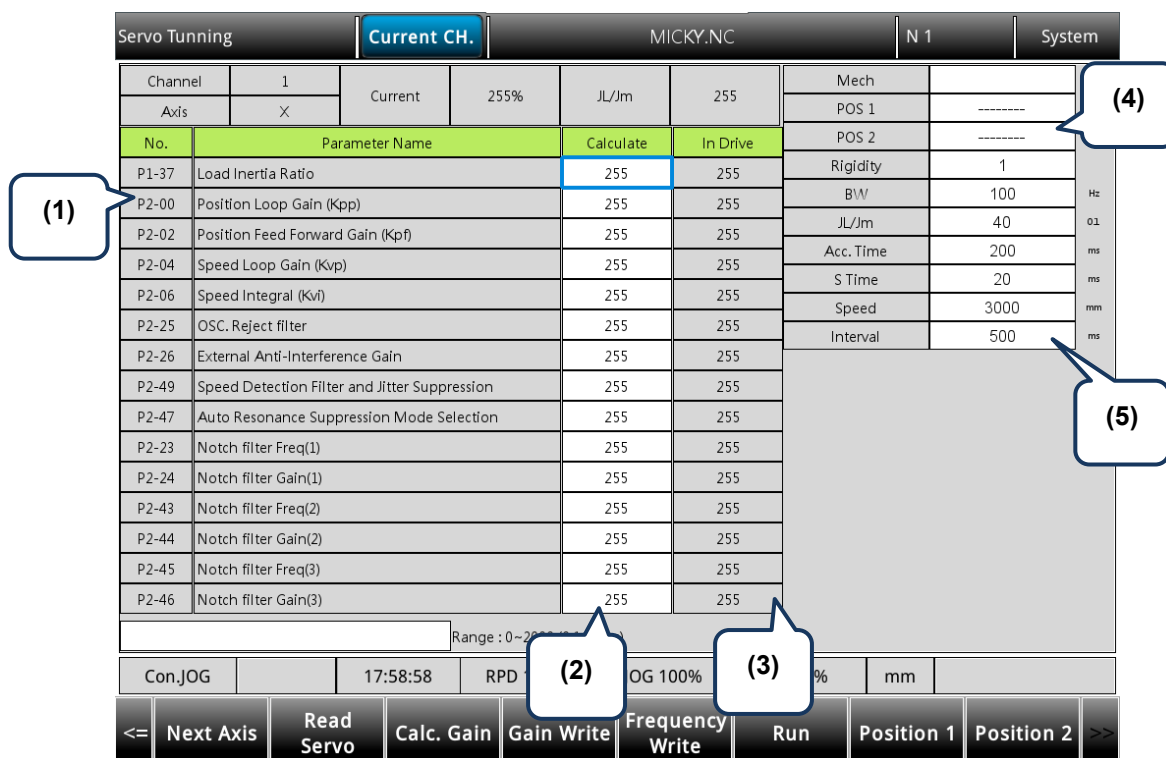 Servo Tunning Current CH. MICKY.NC N 1 System
Channel 1 Current 255% JL/Jm 255
Axis X
No. Parameter Name Calculate In Drive
P1-37 Load Inertia Ratio 255 255
P2-00 Position Loop Gain (Kpp) 255 255
P2-02 Position Feed Forward Gain (Kpf) 255 255
P2-04 Speed Loop Gain (Kvp) 255 255
P2-06 Speed Integral (Kvi) 255 255
P2-25 OSC. Reject filter 255 255
P2-26 External Anti-Interference Gain 255 255
P2-49 Speed Detection Filter and Jitter Suppression 255 255
P2-47 Auto Resonance Suppression Mode Selection 255 255
P2-23 Notch filter Freq(1) 255 255
P2-24 Notch filter Gain(1) 255 255
P2-43 Notch filter Freq(2) 255 255
P2-44 Notch filter Gain(2) 255 255
P2-45 Notch filter Freq(3) 255 255
P2-46 Notch filter Gain(3) 255 255
Mech
POS 1 --------
POS 2 --------
Rigidity 1
BW 100 Hz
JL/Jm 40 0.1
Acc. Time 200 ms
S Time 20 ms
Speed 3000 mm
Interval 500 ms
(1)
(4)
(5)
(2)
(3)
Range : 0~2
Con.JOG 17:58:58 RPD OG 100% % mm
<= Next Axis Read Servo Calc. Gain Gain Write Frequency Write Run Position 1 Position 2 >>